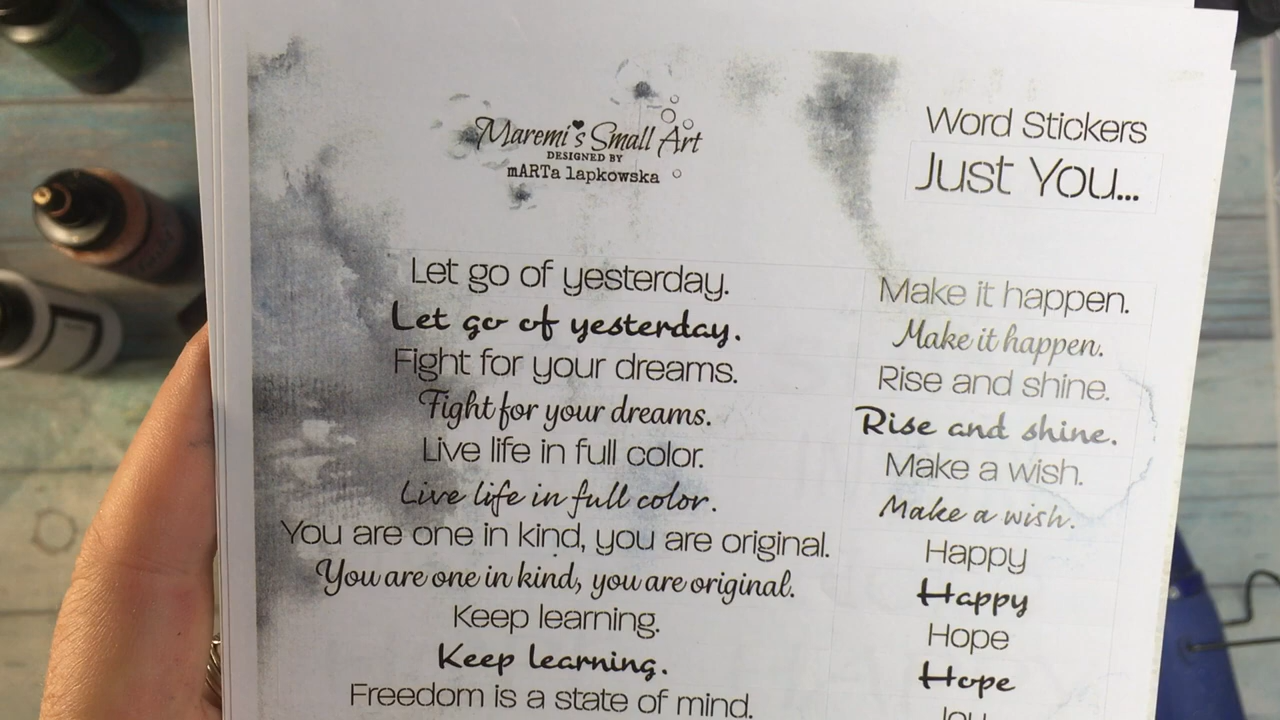 Maremi's Small Art
DESIGNED BY
mARTa lapkowska
Word Stickers
Just You...
Let go of yesterday.
Let go of yesterday.
Fight for your dreams.
Fight for your dreams.
Live life in full color.
Live life in full color.
You are one in kind, you are original.
You are one in kind, you are original.
Keep learning.
Keep learning.
Freedom is a state of mind.
Make it happen.
Make it happen.
Rise and shine.
Rise and shine.
Make a wish.
Make a wish.
Happy
Happy
Hope
Hope